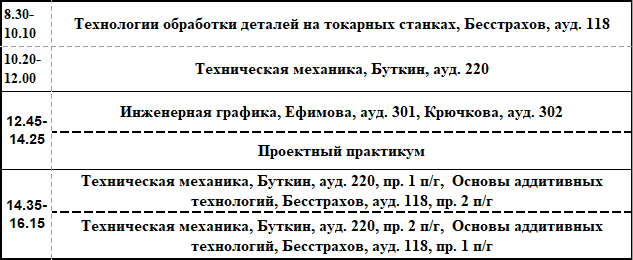 8.30-
10.10
Технологии обработки деталей на токарных станках, Бесстрахов, ауд. 118
10.20-
12.00
Техническая механика, Буткин, ауд. 220
12.45-
14.25
Инженерная графика, Ефимова, ауд. 301, Крючкова, ауд. 302
Проектный практикум
14.35-
16.15
Техническая механика, Буткин, ауд. 220, пр. 1 п/г, Основы аддитивных
технологий, Бесстрахов, ауд. 118, пр. 2 п/г
Техническая механика, Буткин, ауд. 220, пр. 2 п/г, Основы аддитивных
технологий, Бесстрахов, ауд. 118, пр. 1 п/г